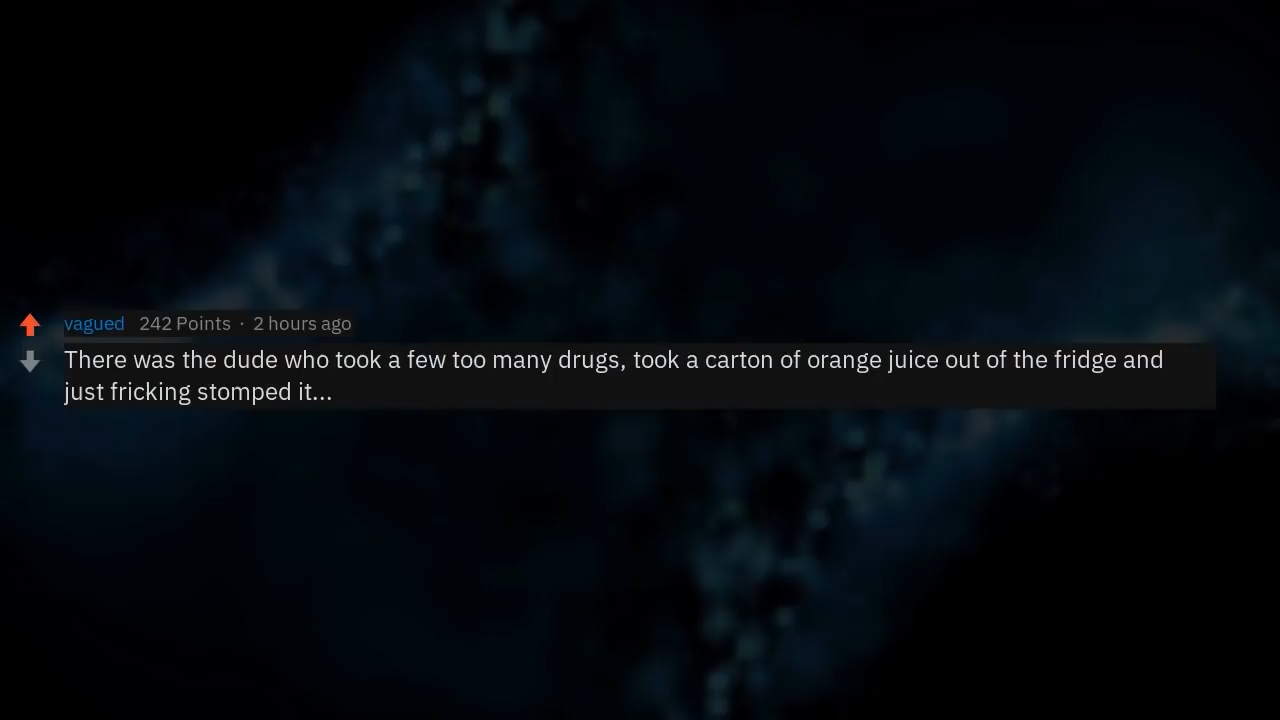 vagued 242 Points · 2 hours ago
There was the dude who took a few too many drugs, took a carton of orange juice out of the fridge and
just fricking stomped it...